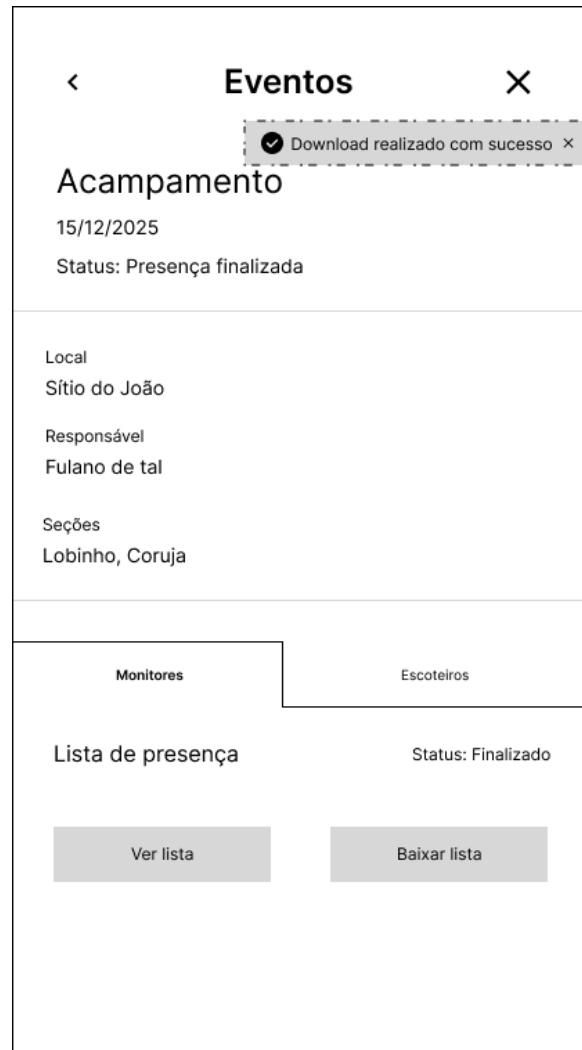 Eventos
Download realizado com sucesso
Acampamento
15/12/2025
Status: Presença finalizada
Local
Sítio do João
Responsável
Fulano de tal
Seções
Lobinho, Coruja
Monitores
Escoteiros
Lista de presença
Status: Finalizado
Ver lista
Baixar lista